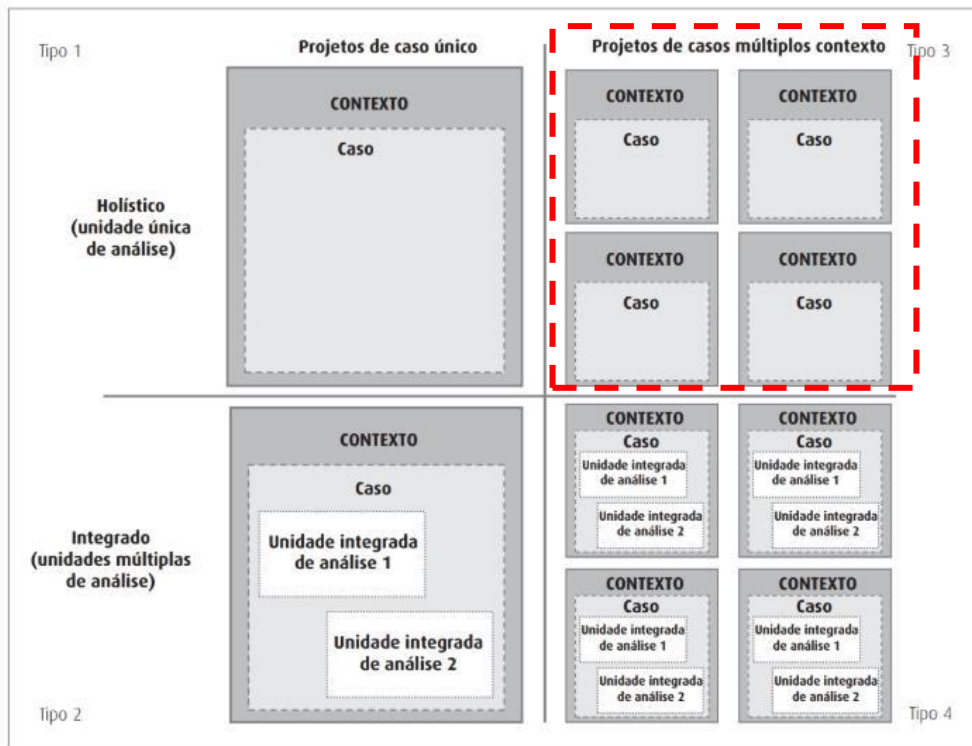 Tipo 1
Projetos de caso único
Projetos de casos múltiplos contexto
Tipo 3
Holístico
(unidade única
de análise)
CONTEXTO
Caso
CONTEXTO
Caso
CONTEXTO
Caso
CONTEXTO
Caso
CONTEXTO
Caso
Integrado
(unidades múltiplas
de análise)
CONTEXTO
Caso
Unidade integrada
de análise 1
Unidade integrada
de análise 2
CONTEXTO
Caso
Unidade integrada
de análise 1
Unidade integrada
de análise 2
CONTEXTO
Caso
Unidade integrada
de análise 1
Unidade integrada
de análise 2
CONTEXTO
Caso
Unidade integrada
de análise 1
Unidade integrada
de análise 2
CONTEXTO
Caso
Unidade integrada
de análise 1
Unidade integrada
de análise 2
Tipo 2
Tipo 4